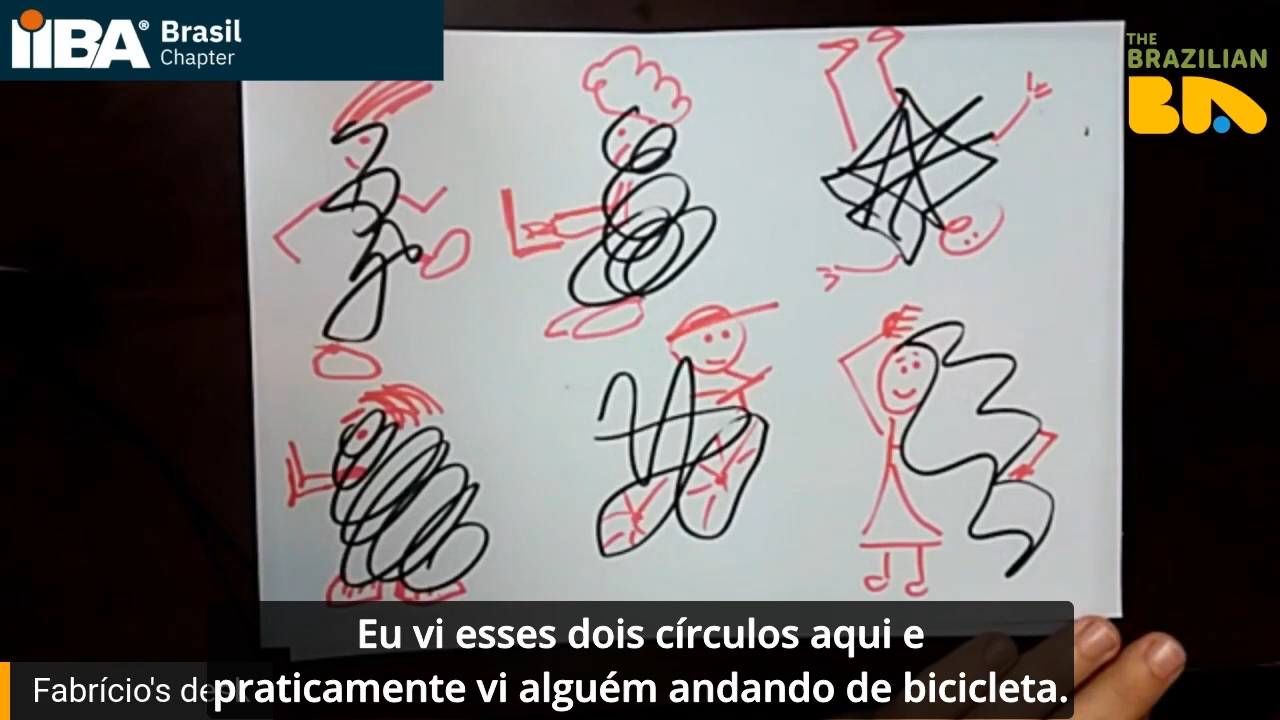 IIBA® Brasil
Chapter
THE
BRAZILIAN
BA
Eu vi esses dois círculos aqui e
Fabrício's de
praticamente vi alguém andando de bicicleta.